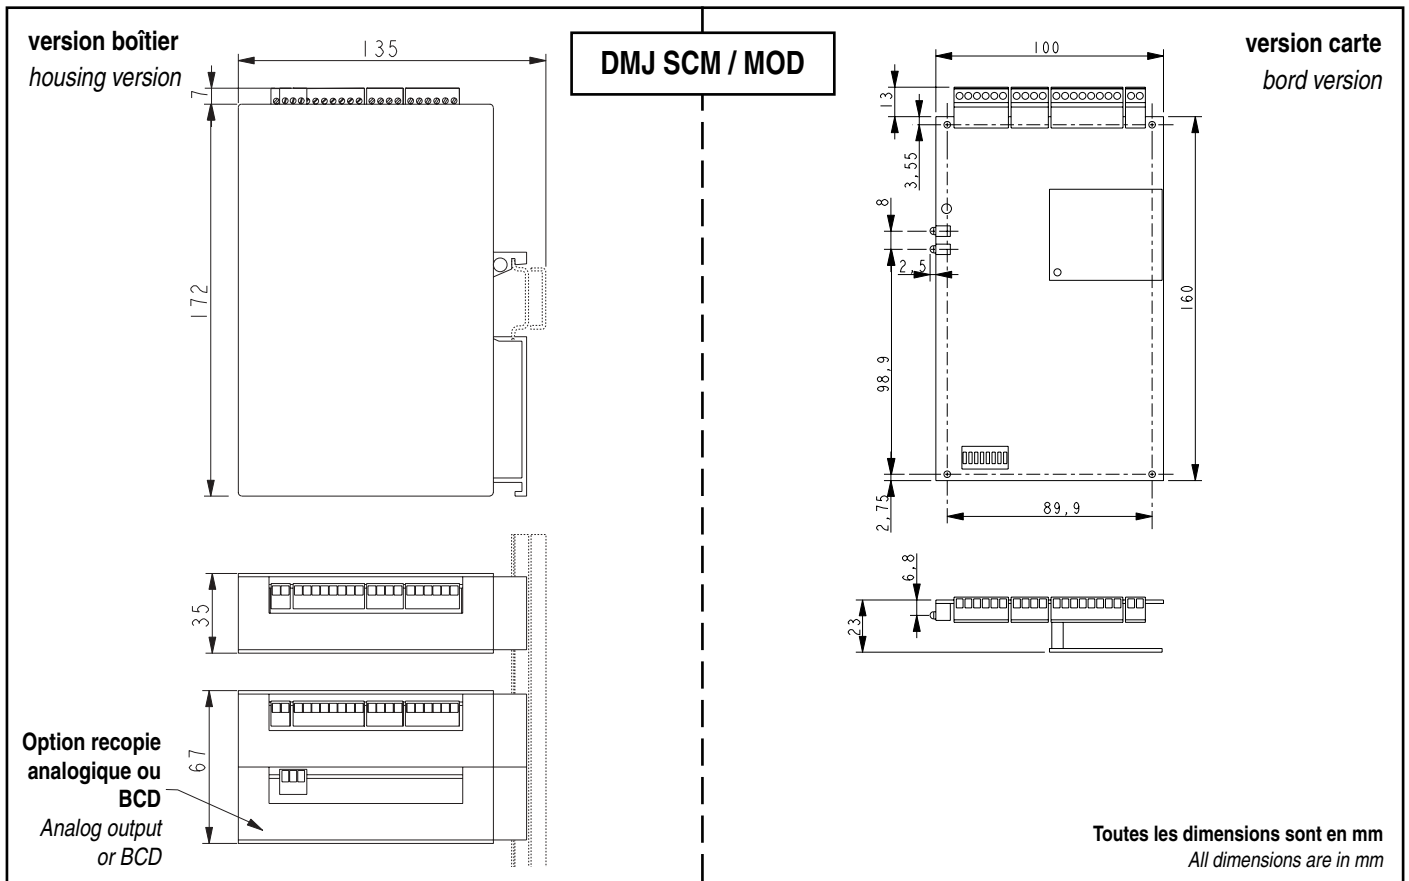 version boîtier
housing version
135
7
172
35
67
Option recopie
analogique ou
BCD
Analog output
or BCD
DMJ SCM / MOD
version carte
bord version
100
13
3,55
8
2,5
98,9
160
2,75
89,9
6,8
23
Toutes les dimensions sont en mm
All dimensions are in mm